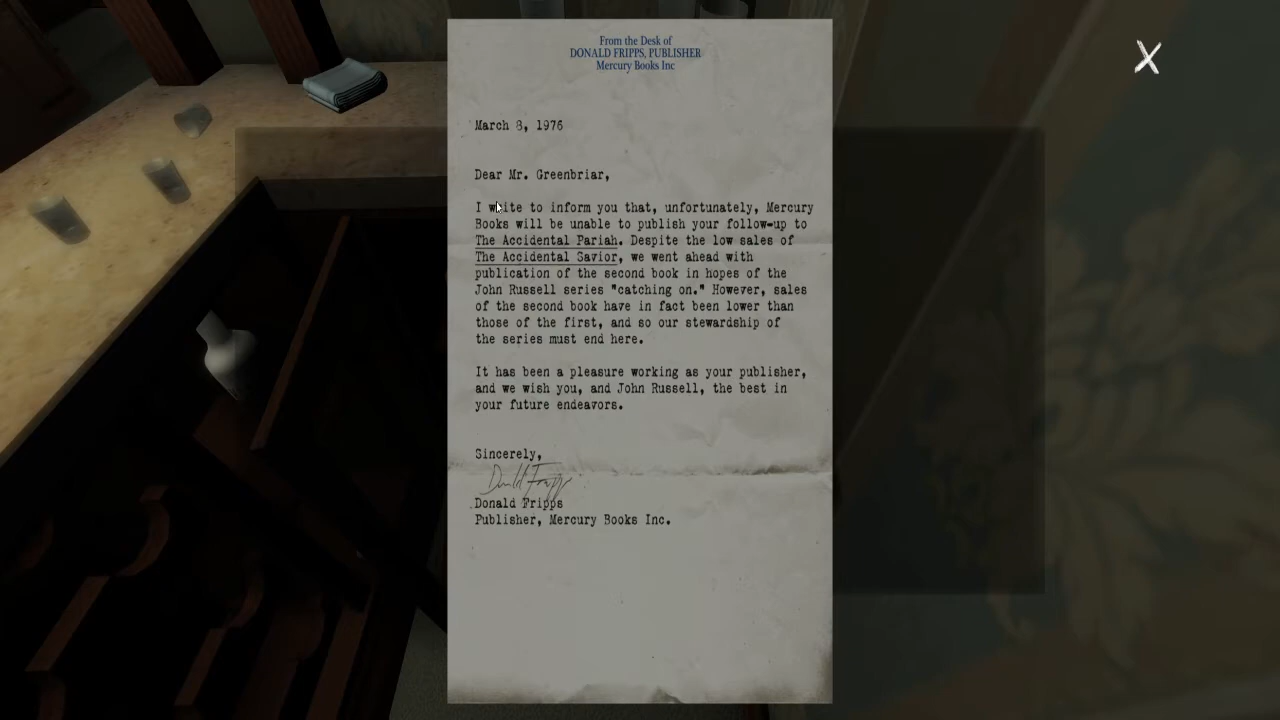 From the Desk of
DONALD FRIPPS, PUBLISHER
Mercury Books Inc
March 8, 1976
Dear Mr. Greenbriar,
I write to inform you that, unfortunately, Mercury
Books will be unable to publish your follow-up to
The Accidental Pariah. Despite the low sales of
The Accidental Savior, we went ahead with
publication of the second book in hopes of the
John Russell series "catching on." However, sales
of the second book have in fact been lower than
those of the first, and so our stewardship of
the series must end here.
It has been a pleasure working as your publisher,
and we wish you, and John Russell, the best in
your future endeavors.
Sincerely,
Donald Fripps
Donald Fripps
Publisher, Mercury Books Inc.
X